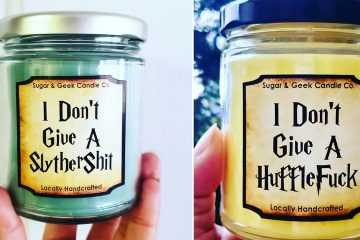 Sugar & Geek Candle Co.
I Don't
Give A
SlytherShit
Locally Handcrafted
Sugar & Geek Candle Co.
I Don't
Give A
HuffleFuck
Locally Handcrafted